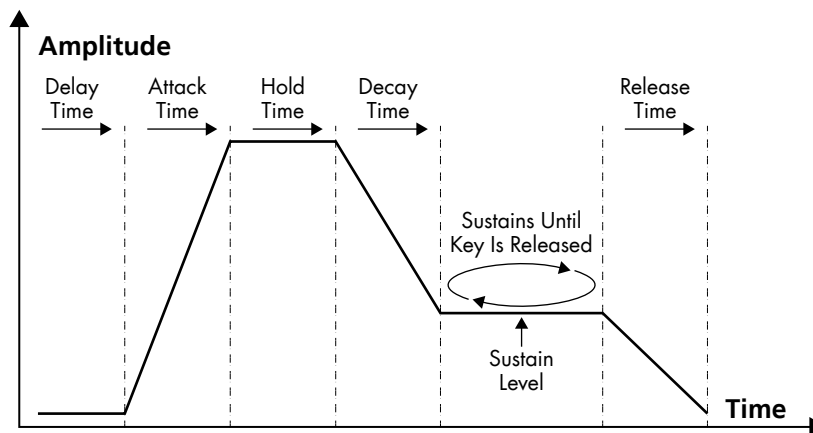 Amplitude
Delay
Time
Attack
Time
Hold
Time
Decay
Time
Release
Time
Sustains Until
Key Is Released
Sustain
Level
Time